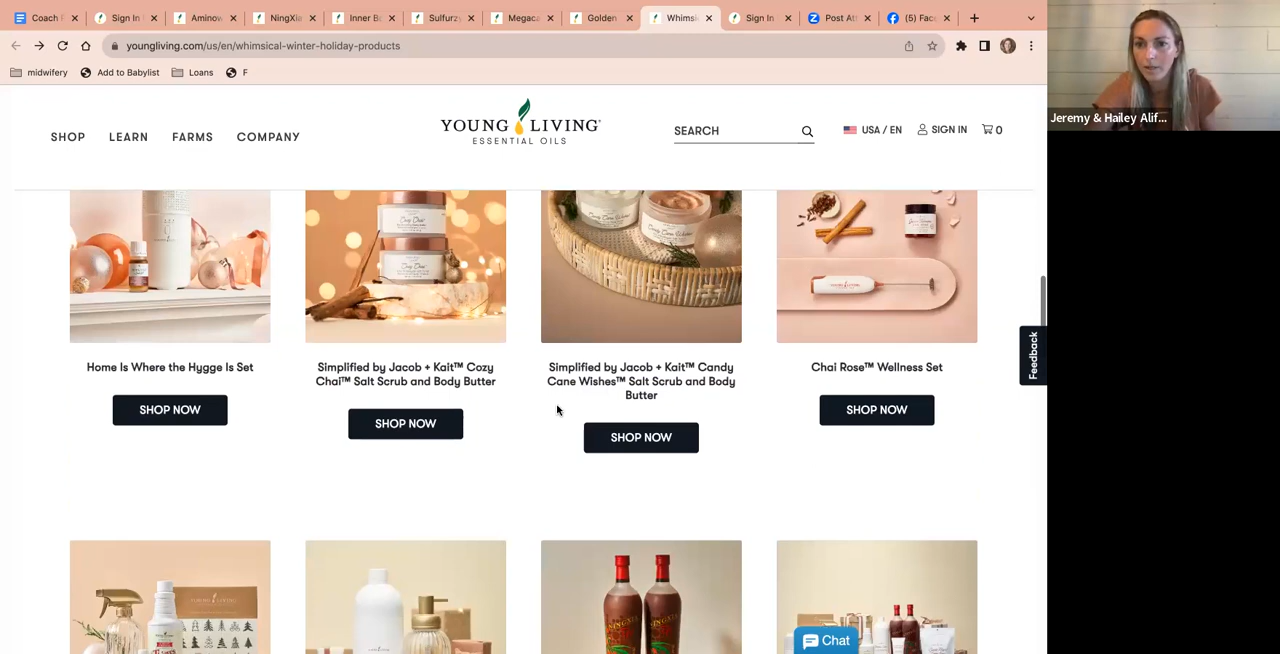 Coach F
Sign In
Aminow
NingXia
Inner B
Sulfurzy
Megaca
Golden
Whimsi
Sign In
Post At
(5) Fac
youngliving.com/us/en/whimsical-winter-holiday-products
midwifery
Add to Babylist
Loans
F
Jeremy & Hailey Alif...
SHOP
LEARN
FARMS
COMPANY
YOUNG LIVING
ESSENTIAL OILS
SEARCH
USA / EN
SIGN IN
0
Home Is Where the Hygge Is Set
SHOP NOW
Simplified by Jacob + Kait™ Cozy
Chai™ Salt Scrub and Body Butter
SHOP NOW
Simplified by Jacob + Kait™ Candy
Cane Wishes™ Salt Scrub and Body
Butter
SHOP NOW
Chai Rose™ Wellness Set
SHOP NOW
Feedback
YOUNG LIVING
Chat